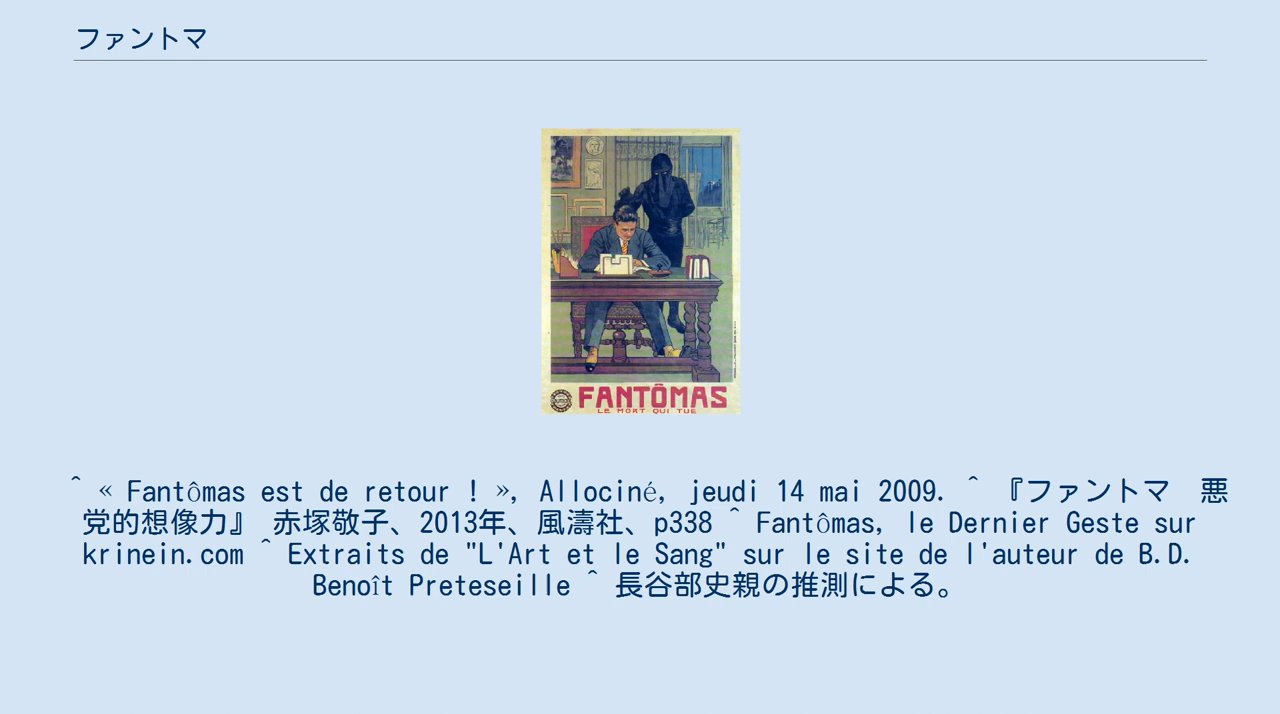 ファントマ
FANTÔMAS
LE MORT QUI TUE
^ « Fantômas est de retour ! », Allociné, jeudi 14 mai 2009. ^ 『ファントマ　悪
党的想像力』 赤塚敬子、2013年、風濤社、p338 ^ Fantômas, le Dernier Geste sur
krinein.com ^ Extraits de "L'Art et le Sang" sur le site de l'auteur de B.D.
Benoît Preteseille ^ 長谷部史親の推測による。